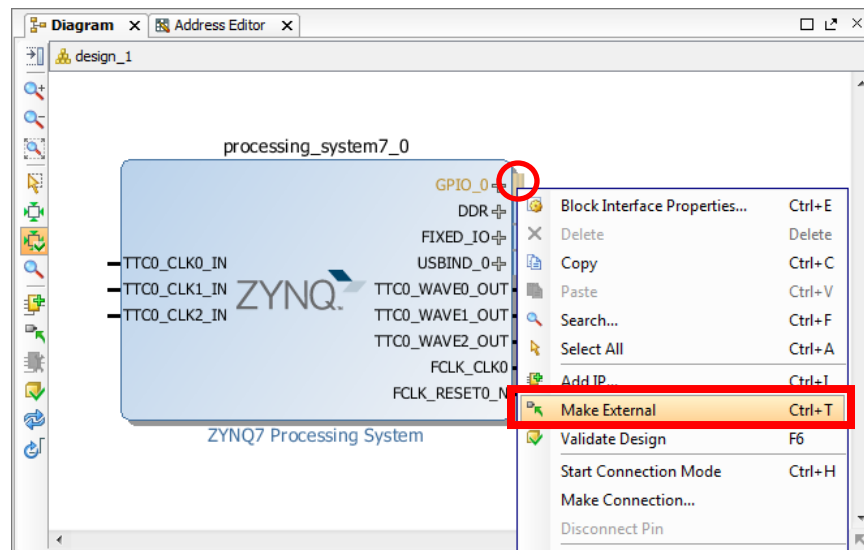 Diagram
Address Editor
design_1
processing_system7_0
GPIO_0
DDR
FIXED_IO
USBIND_0
TTC0_WAVE0_OUT
TTC0_WAVE1_OUT
TTC0_WAVE2_OUT
FCLK_CLK0
FCLK_RESET0_N
TTC0_CLK0_IN
TTC0_CLK1_IN
TTC0_CLK2_IN
ZYNQ
ZYNQ7 Processing System
Block Interface Properties... Ctrl+E
Delete Delete
Copy Ctrl+C
Paste Ctrl+V
Search... Ctrl+F
Select All Ctrl+A
Add IP... Ctrl+I
Make External Ctrl+T
Validate Design F6
Start Connection Mode Ctrl+H
Make Connection...
Disconnect Pin